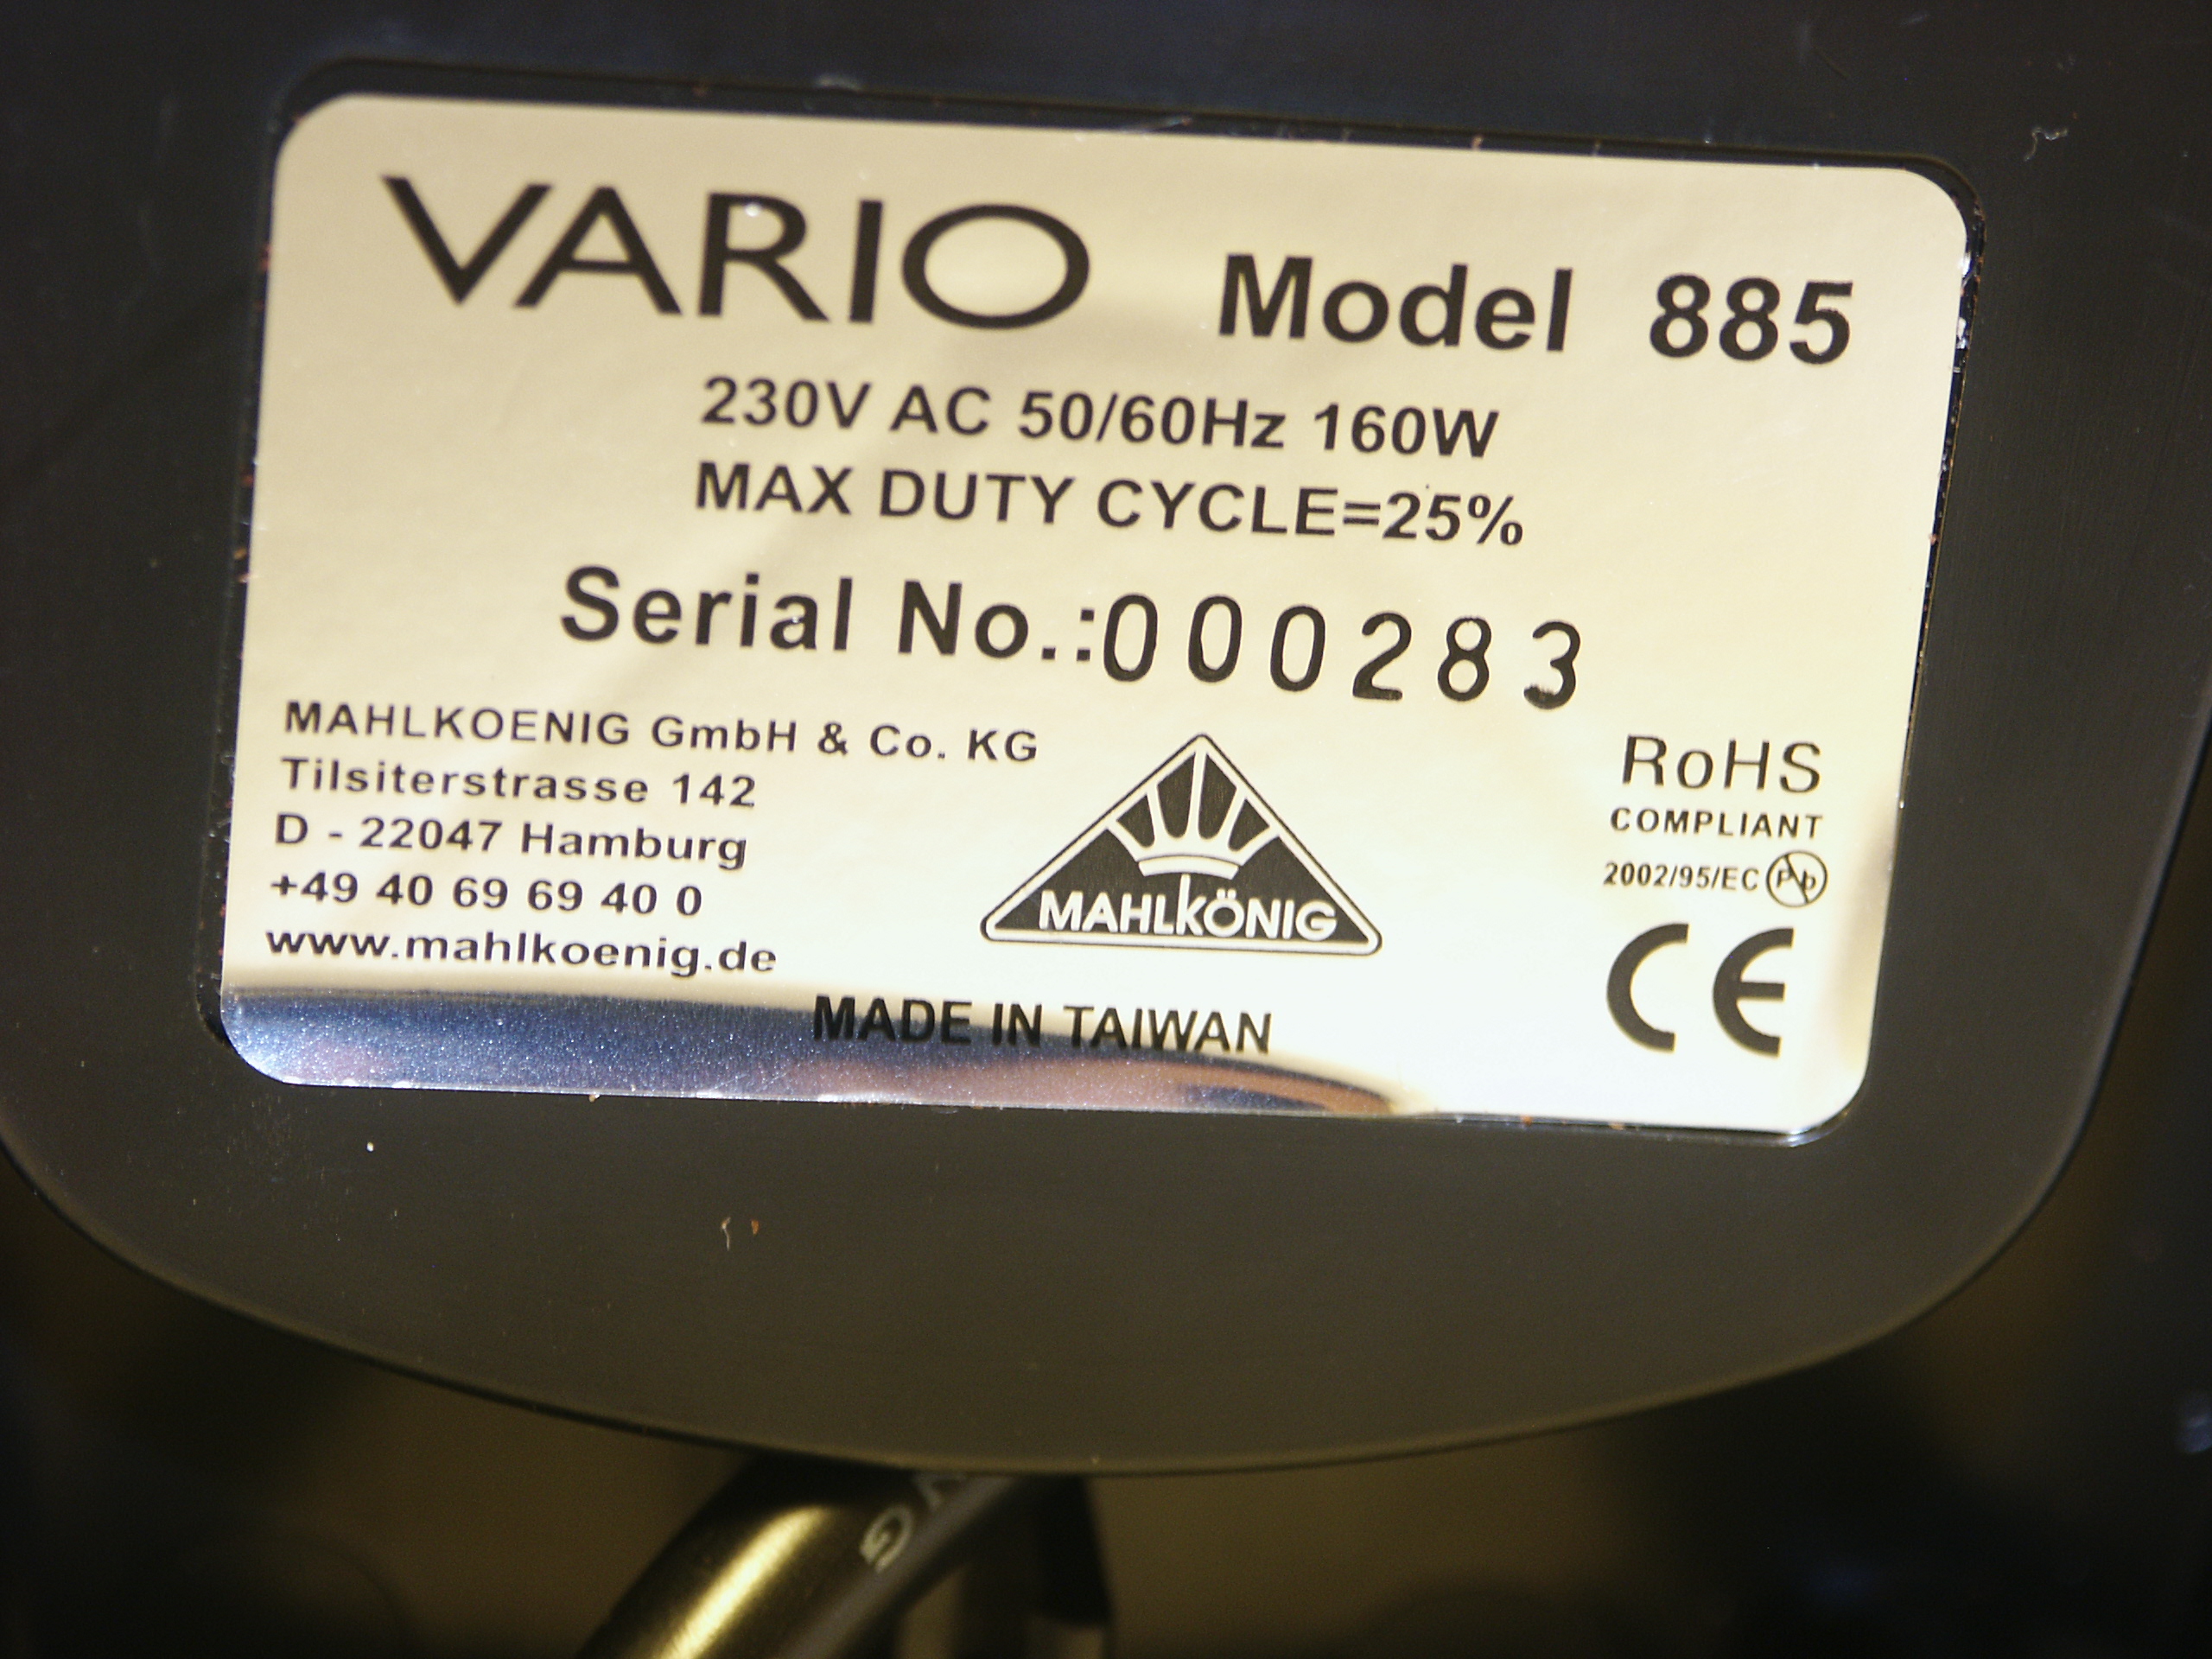 VARIO Model 885
230V AC 50/60Hz 160W
MAX DUTY CYCLE=25%
Serial No.:000283
MAHLKOENIG GmbH & Co. KG
Tilsiterstrasse 142
D - 22047 Hamburg
+49 40 69 69 40 0
www.mahlkoenig.de
MAHLKÖNIG
RoHS
COMPLIANT
2002/95/EC Pb
CE
MADE IN TAIWAN